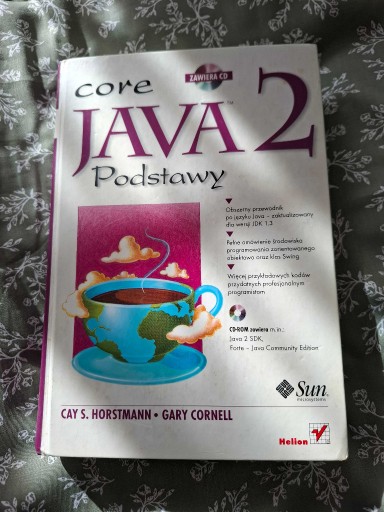 core
ZAWIERA CD
JAVA™ 2
Podstawy
Obszerny przewodnik
po języku Java – zaktualizowany
dla wersji JDK 1.3
Pełne omówienie środowiska
programowania zorientowanego
obiektowo oraz klas Swing
Więcej przykładowych kodów
przydatnych profesjonalnym
programistom
CD-ROM zawiera m.in.:
Java 2 SDK,
Forte – Java Community Edition
Sun
microsystems
CAY S. HORSTMANN • GARY CORNELL
Helion